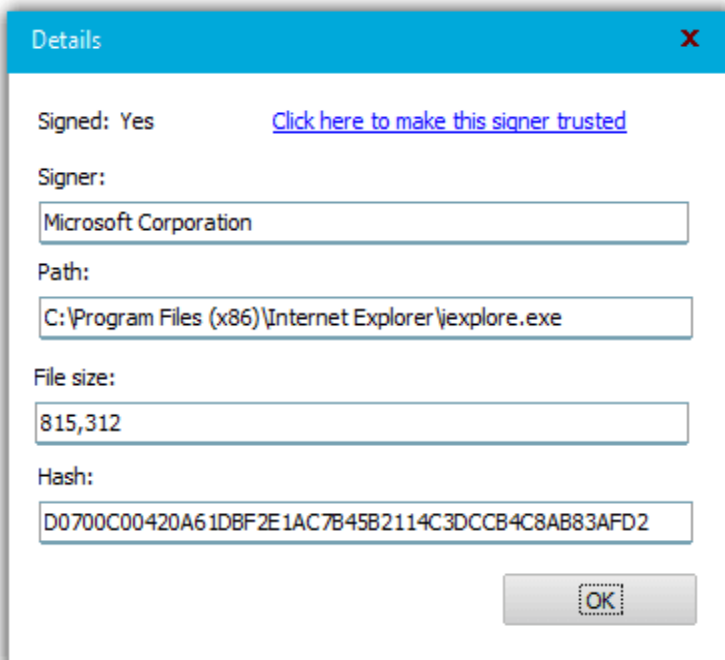 Details
x
Signed: Yes
Click here to make this signer trusted
Signer:
Microsoft Corporation
Path:
C:\Program Files (x86)\Internet Explorer\iexplore.exe
File size:
815,312
Hash:
D0700C00420A61DBF2E1AC7B45B2114C3DCCB4C8AB83AFD2
OK